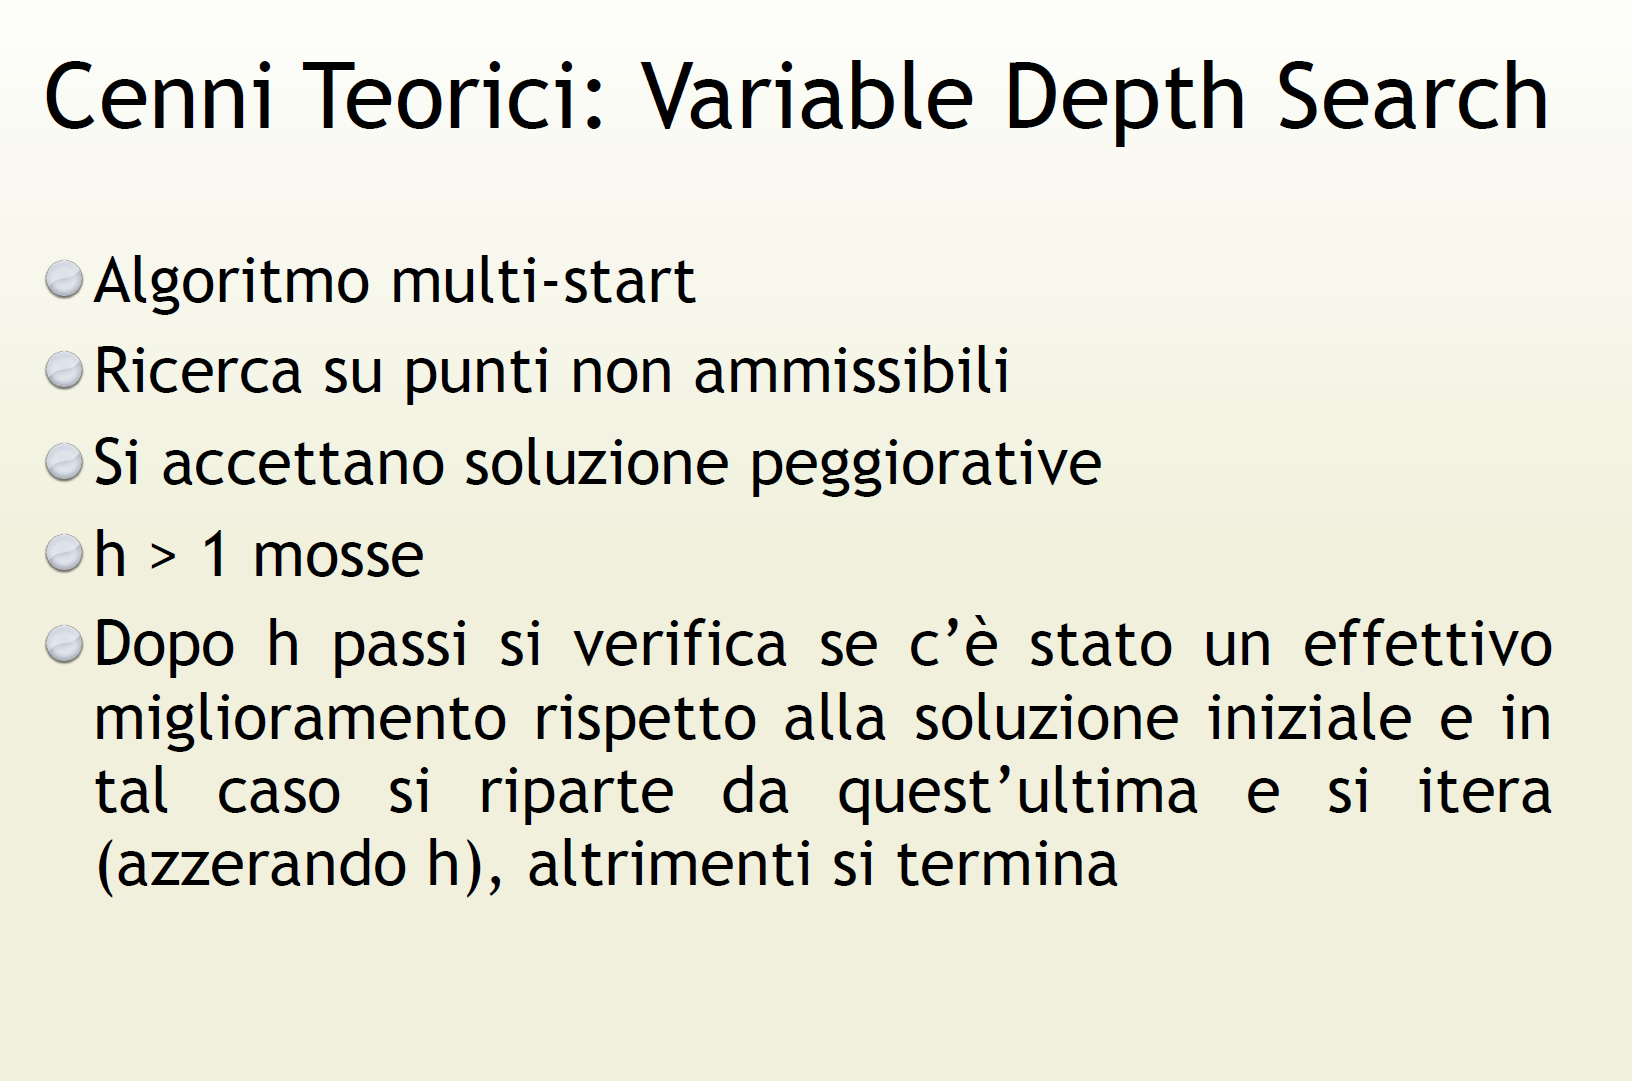 Cenni Teorici: Variable Depth Search
Algoritmo multi-start
Ricerca su punti non ammissibili
Si accettano soluzione peggiorative
h > 1 mosse
Dopo h passi si verifica se c’è stato un effettivo
miglioramento rispetto alla soluzione iniziale e in
tal caso si riparte da quest’ultima e si itera
(azzerando h), altrimenti si termina